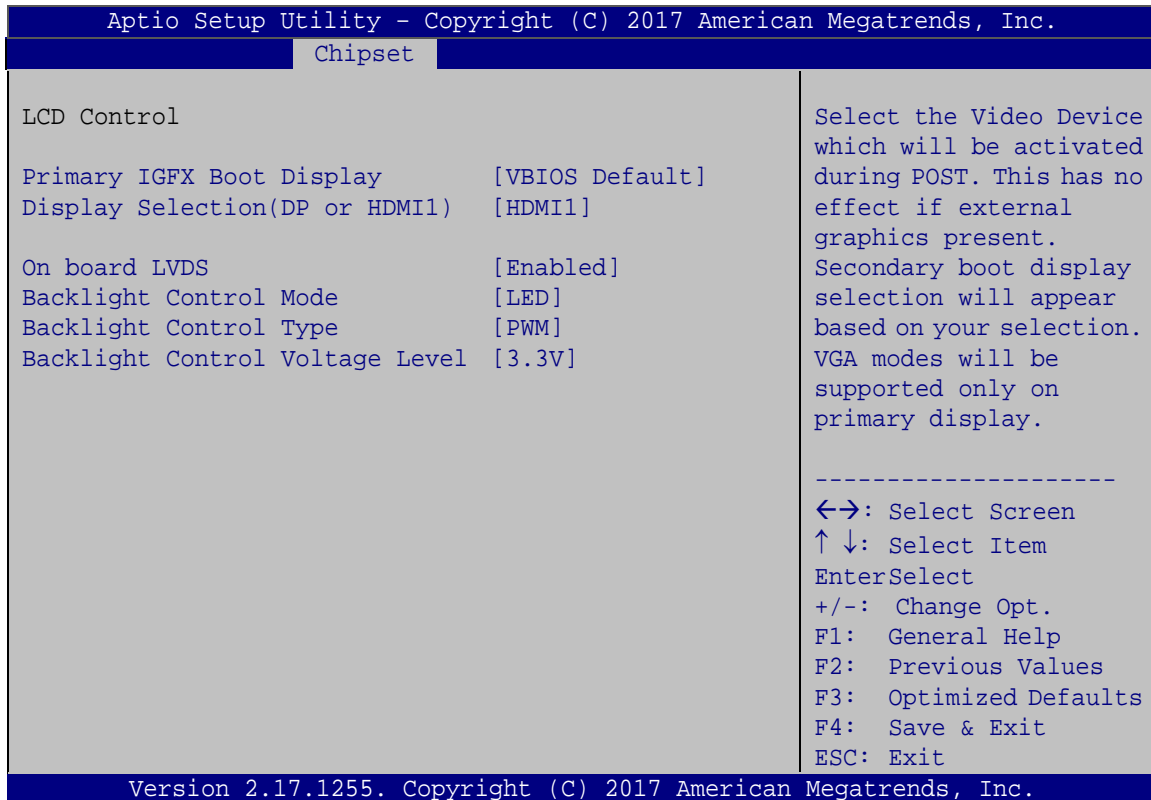 Aptio Setup Utility – Copyright (C) 2017 American Megatrends, Inc.
Chipset
LCD Control
Primary IGFX Boot Display [VBIOS Default]
Display Selection(DP or HDMI1) [HDMI1]
On board LVDS [Enabled]
Backlight Control Mode [LED]
Backlight Control Type [PWM]
Backlight Control Voltage Level [3.3V]
Select the Video Device
which will be activated
during POST. This has no
effect if external
graphics present.
Secondary boot display
selection will appear
based on your selection.
VGA modes will be
supported only on
primary display.
---------------------
←→: Select Screen
↑ ↓: Select Item
EnterSelect
+/-: Change Opt.
F1: General Help
F2: Previous Values
F3: Optimized Defaults
F4: Save & Exit
ESC: Exit
Version 2.17.1255. Copyright (C) 2017 American Megatrends, Inc.